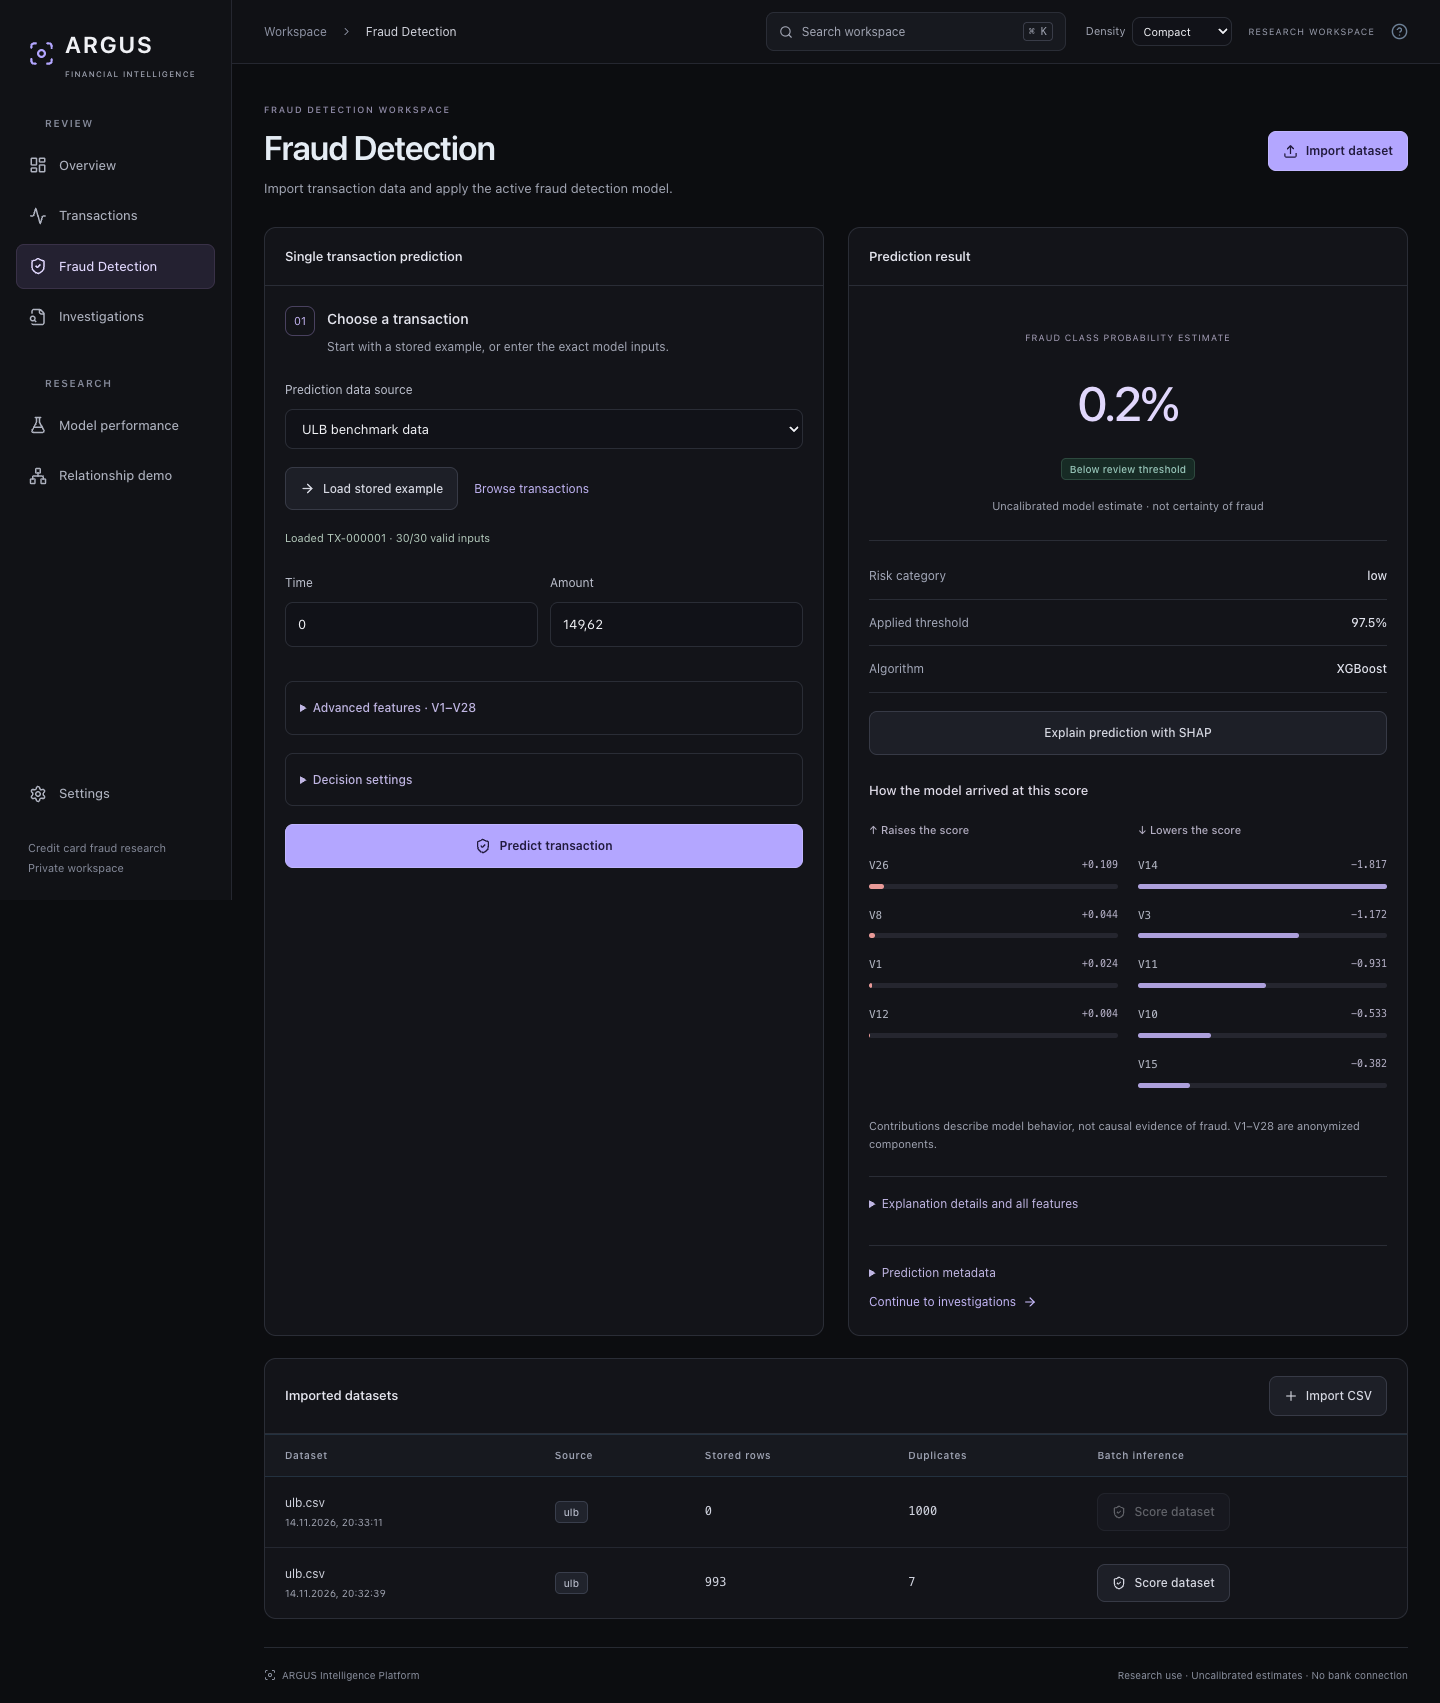 ARGUS
FINANCIAL INTELLIGENCE
REVIEW
Overview
Transactions
Fraud Detection
Investigations
RESEARCH
Model performance
Relationship demo
Settings
Credit card fraud research
Private workspace
Workspace > Fraud Detection
Search workspace ⌘ K
Density Compact
RESEARCH WORKSPACE
FRAUD DETECTION WORKSPACE
Fraud Detection
Import transaction data and apply the active fraud detection model.
Import dataset
Single transaction prediction
01 Choose a transaction
Start with a stored example, or enter the exact model inputs.
Prediction data source
ULB benchmark data
Load stored example Browse transactions
Loaded TX-000001 · 30/30 valid inputs
Time Amount
0 149,62
Advanced features · V1–V28
Decision settings
Predict transaction
Prediction result
FRAUD CLASS PROBABILITY ESTIMATE
0.2%
Below review threshold
Uncalibrated model estimate · not certainty of fraud
Risk category low
Applied threshold 97.5%
Algorithm XGBoost
Explain prediction with SHAP
How the model arrived at this score
↑ Raises the score ↓ Lowers the score
V26 +0.109 V14 −1.817
V8 +0.044 V3 −1.172
V1 +0.024 V11 −0.931
V12 +0.004 V10 −0.533
V15 −0.382
Contributions describe model behavior, not causal evidence of fraud. V1–V28 are anonymized
components.
Explanation details and all features
Prediction metadata
Continue to investigations →
Imported datasets
Import CSV
Dataset Source Stored rows Duplicates Batch inference
ulb.csv ulb 0 1000 Score dataset
14.11.2026, 20:33:11
ulb.csv ulb 993 7 Score dataset
14.11.2026, 20:32:39
ARGUS Intelligence Platform
Research use · Uncalibrated estimates · No bank connection